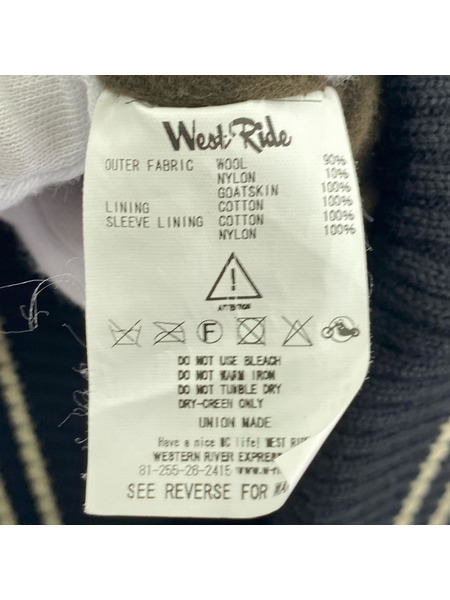 West Ride
OUTER FABRIC WOOL 90%
NYLON 10%
GOATSKIN 100%
LINING COTTON 100%
SLEEVE LINING COTTON 100%
NYLON 100%
ATTENTION
F
DO NOT USE BLEACH
DO NOT WARM IRON
DO NOT TUMBLE DRY
DRY-CREEN ONLY
UNION MADE
Have a nice MC life! WEST
WESTERN RIVER EXPRE
81-255-28-2415 www.w-
SEE REVERSE FOR